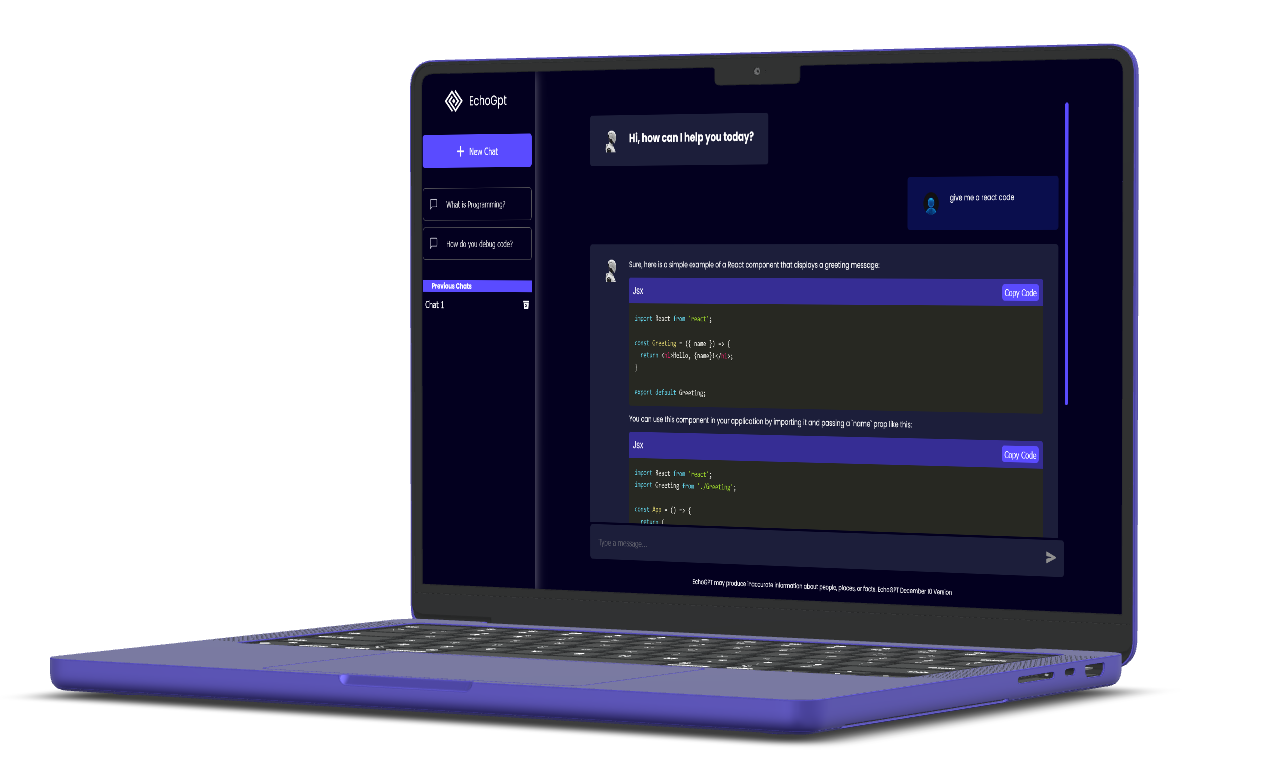 EchoGpt
+ New Chat
What is Programming?
How do you debug code?
Previous Chats
Chat 1
Hi, how can I help you today?
give me a react code
Sure, here is a simple example of a React component that displays a greeting message:
Jsx
Copy Code
import React from 'react';
const Greeting = ({ name }) => {
return <h1>Hello, {name}!</h1>;
}
export default Greeting;
You can use this component in your application by importing it and passing a `name` prop like this:
Jsx
Copy Code
import React from 'react';
import Greeting from './Greeting';
const App = () => {
return (
Type a message...
EchoGPT may produce inaccurate information about people, places, or facts. EchoGPT December 10 Version